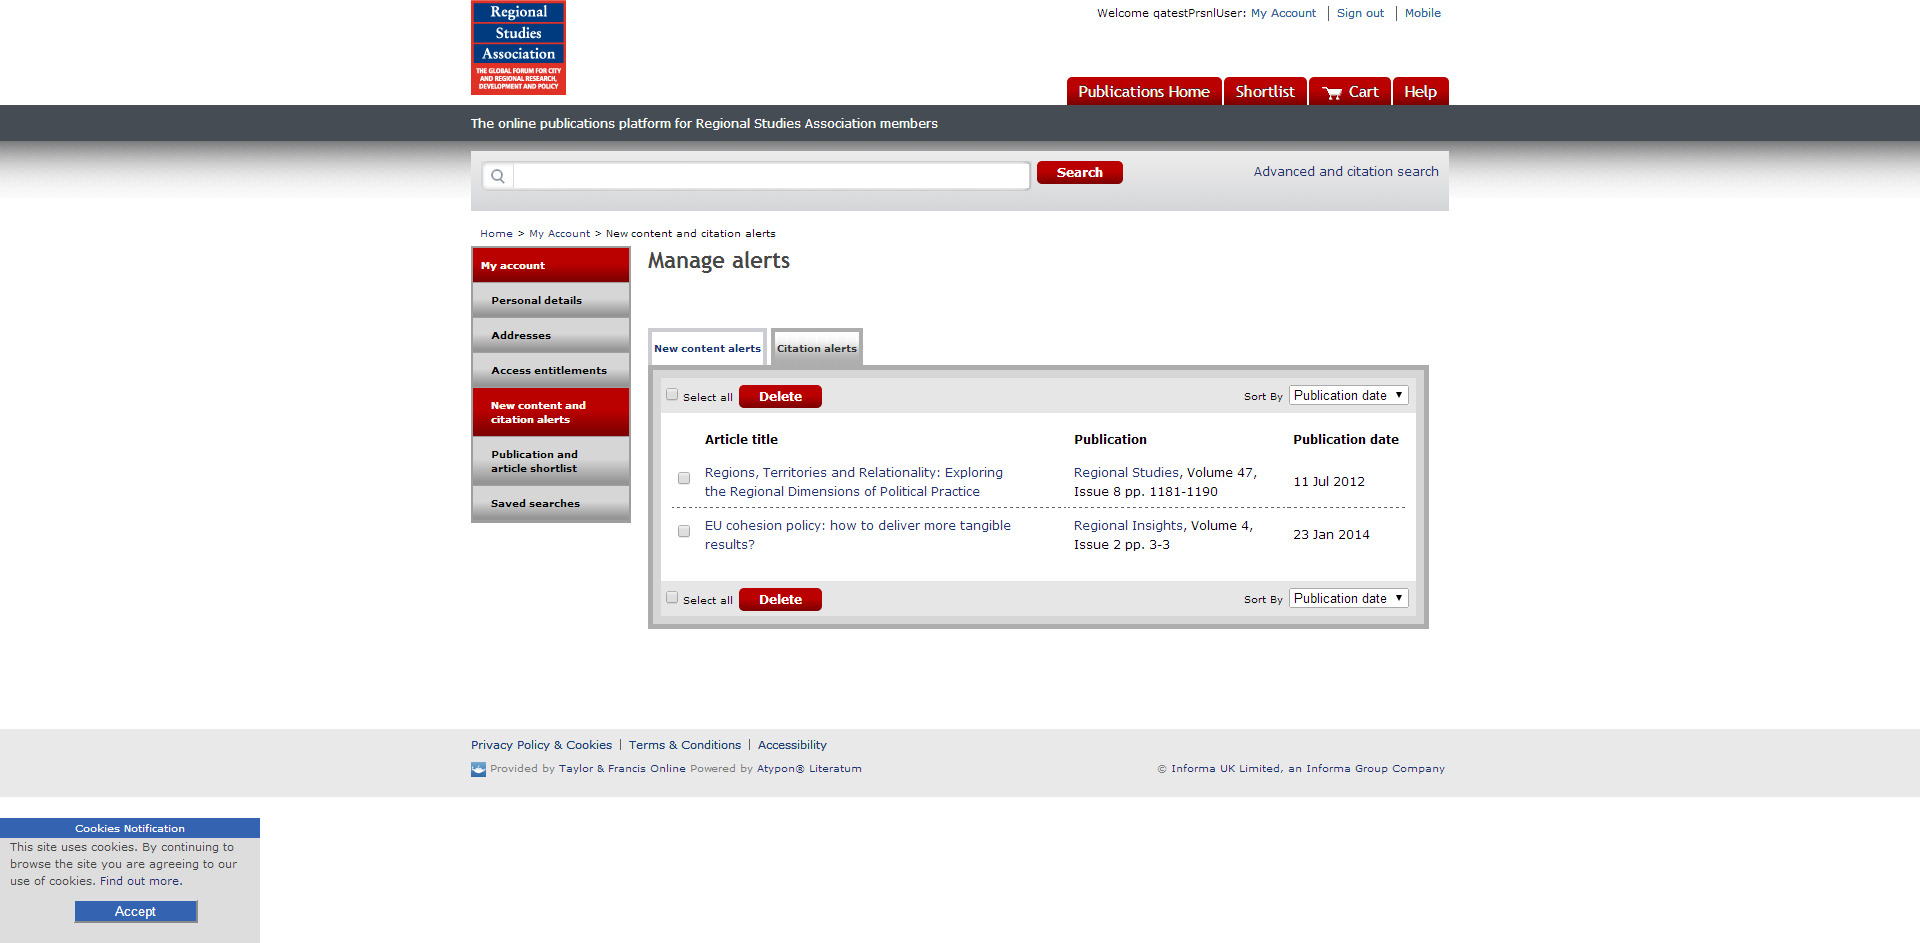 Regional
Studies
Association
THE GLOBAL FORUM FOR CITY
AND REGIONAL RESEARCH,
DEVELOPMENT AND POLICY
Welcome qatestPrsnlUser: My Account | Sign out | Mobile
Publications Home
Shortlist
Cart
Help
The online publications platform for Regional Studies Association members
Search
Advanced and citation search
Home > My Account > New content and citation alerts
My account
Personal details
Addresses
Access entitlements
New content and
citation alerts
Publication and
article shortlist
Saved searches
Manage alerts
New content alerts
Citation alerts
Select all
Delete
Sort By
Publication date ▼
Article title
Publication
Publication date
Regions, Territories and Relationality: Exploring
the Regional Dimensions of Political Practice
Regional Studies, Volume 47,
Issue 8 pp. 1181-1190
11 Jul 2012
EU cohesion policy: how to deliver more tangible
results?
Regional Insights, Volume 4,
Issue 2 pp. 3-3
23 Jan 2014
Select all
Delete
Sort By
Publication date ▼
Privacy Policy & Cookies | Terms & Conditions | Accessibility
Provided by Taylor & Francis Online Powered by Atypon® Literatum
© Informa UK Limited, an Informa Group Company
Cookies Notification
This site uses cookies. By continuing to
browse the site you are agreeing to our
use of cookies. Find out more.
Accept